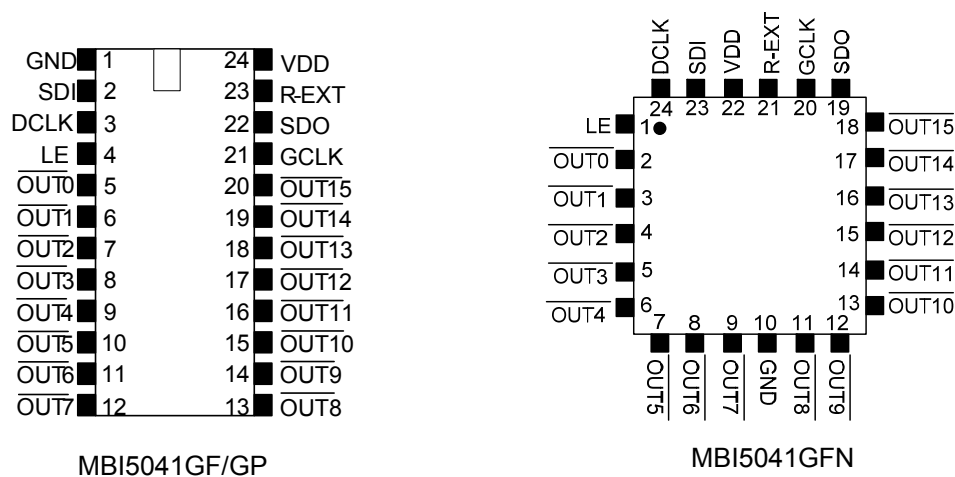 GND 1 24 VDD
SDI 2 23 R-EXT
DCLK 3 22 SDO
LE 4 21 GCLK
OUT0 5 20 OUT15
OUT1 6 19 OUT14
OUT2 7 18 OUT13
OUT3 8 17 OUT12
OUT4 9 16 OUT11
OUT5 10 15 OUT10
OUT6 11 14 OUT9
OUT7 12 13 OUT8
MBI5041GF/GP
DCLK SDI VDD R-EXT GCLK SDO
24 23 22 21 20 19
LE 1 18 OUT15
OUT0 2 17 OUT14
OUT1 3 16 OUT13
OUT2 4 15 OUT12
OUT3 5 14 OUT11
OUT4 6 13 OUT10
7 8 9 10 11 12
OUT5 OUT6 OUT7 GND OUT8 OUT9
MBI5041GFN